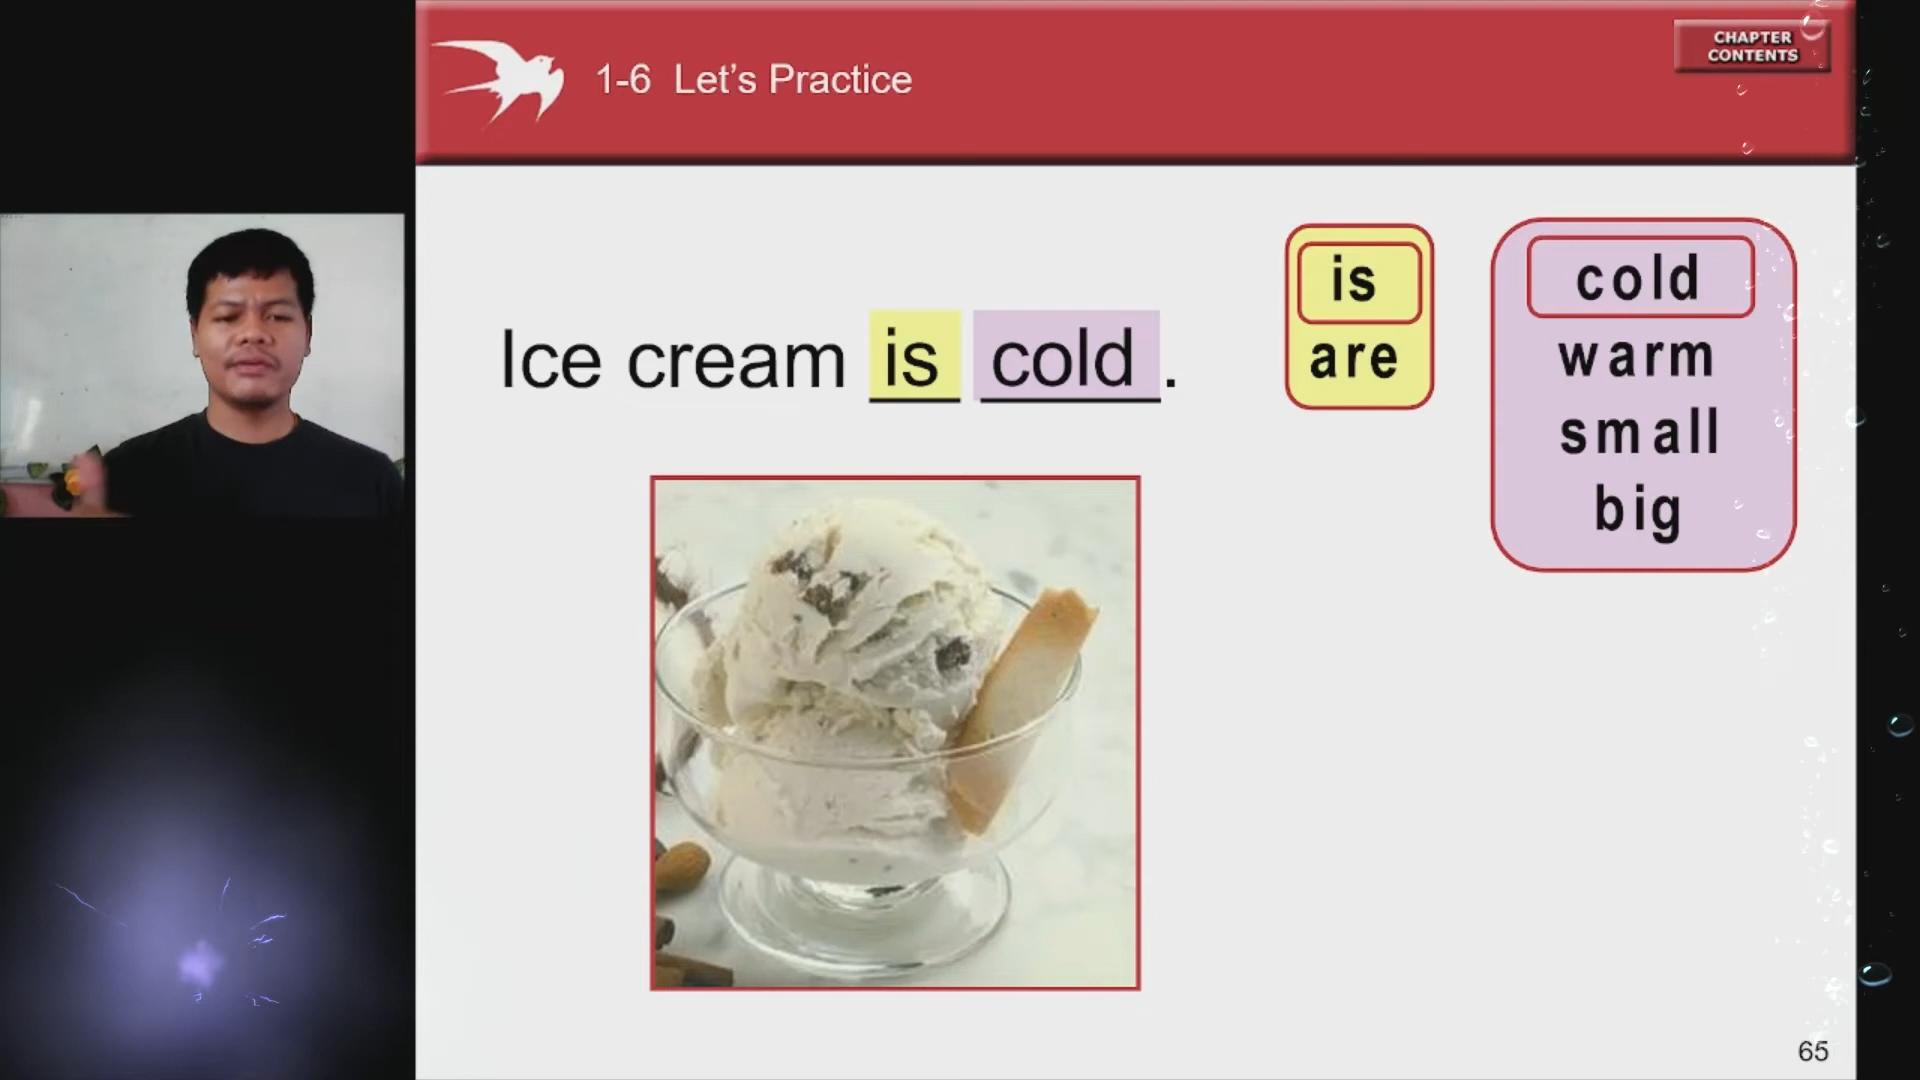 1-6 Let's Practice
CHAPTER
CONTENTS
Ice cream is cold.
is
are
cold
warm
small
big
65